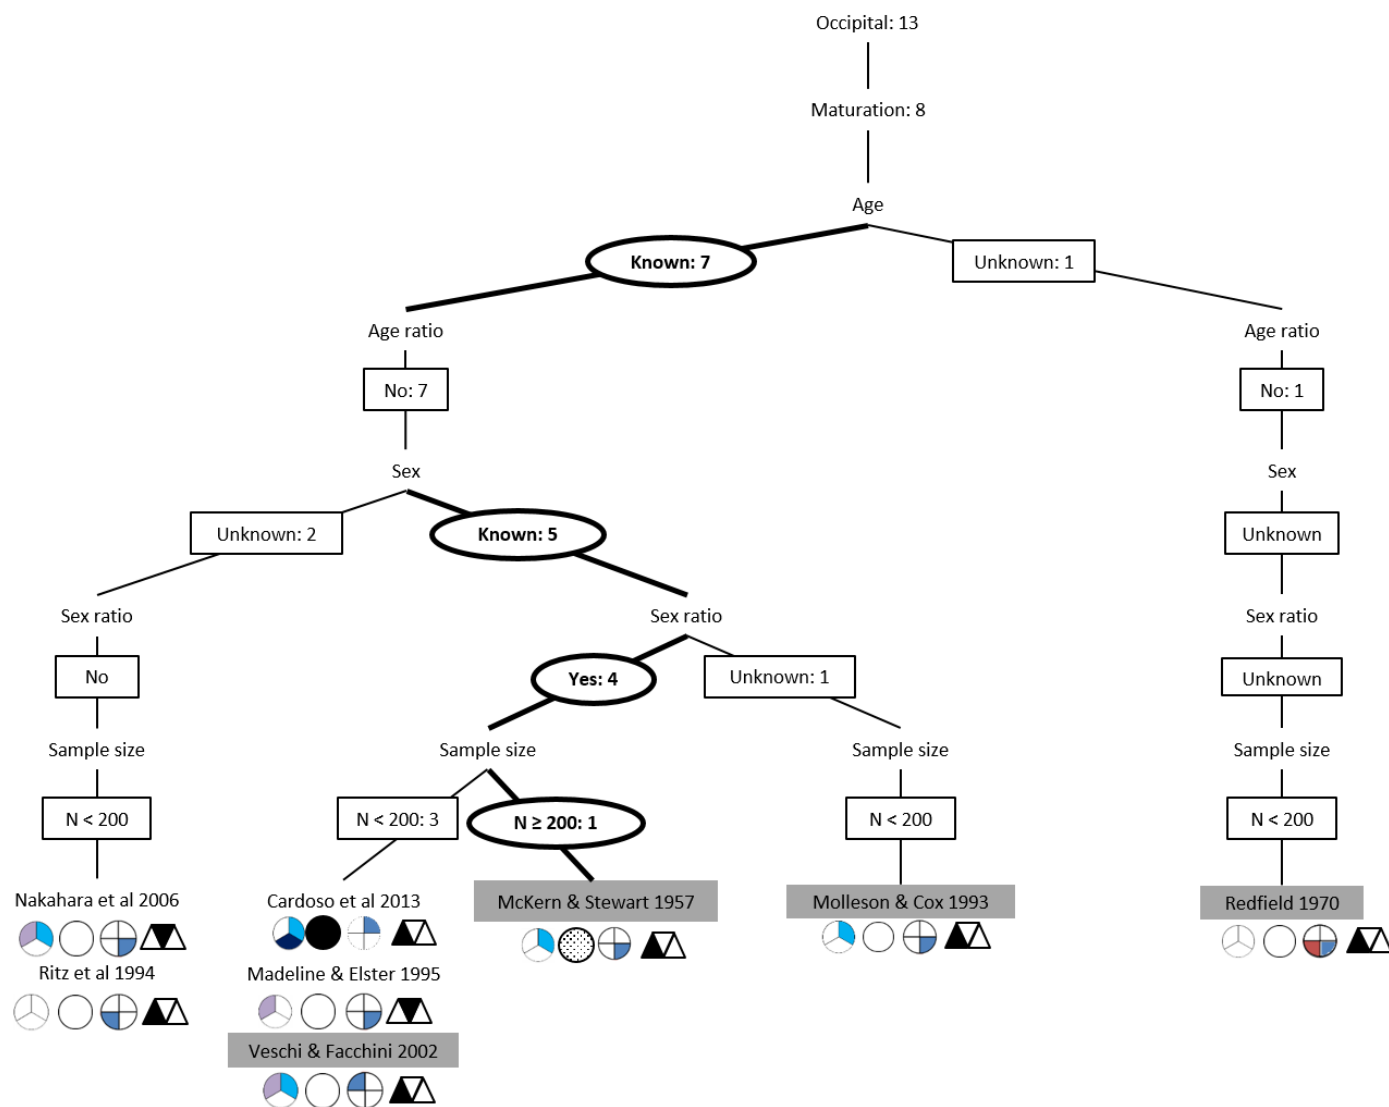 Occipital: 13
Maturation: 8
Age
Known: 7
Unknown: 1
Age ratio
Age ratio
No: 7
No: 1
Sex
Sex
Unknown: 2
Known: 5
Unknown
Sex ratio
Sex ratio
Sex ratio
No
Yes: 4
Unknown: 1
Unknown
Sample size
Sample size
Sample size
Sample size
N < 200
N < 200: 3
N ≥ 200: 1
N < 200
N < 200
Nakahara et al 2006
Cardoso et al 2013
McKern & Stewart 1957
Molleson & Cox 1993
Redfield 1970
Ritz et al 1994
Madeline & Elster 1995
Veschi & Facchini 2002